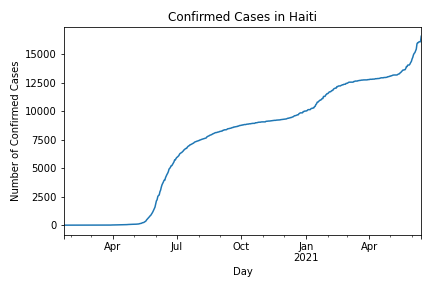 Confirmed Cases in Haiti
Number of Confirmed Cases
15000
12500
10000
7500
5000
2500
0
Apr Jul Oct Jan Apr
2021
Day